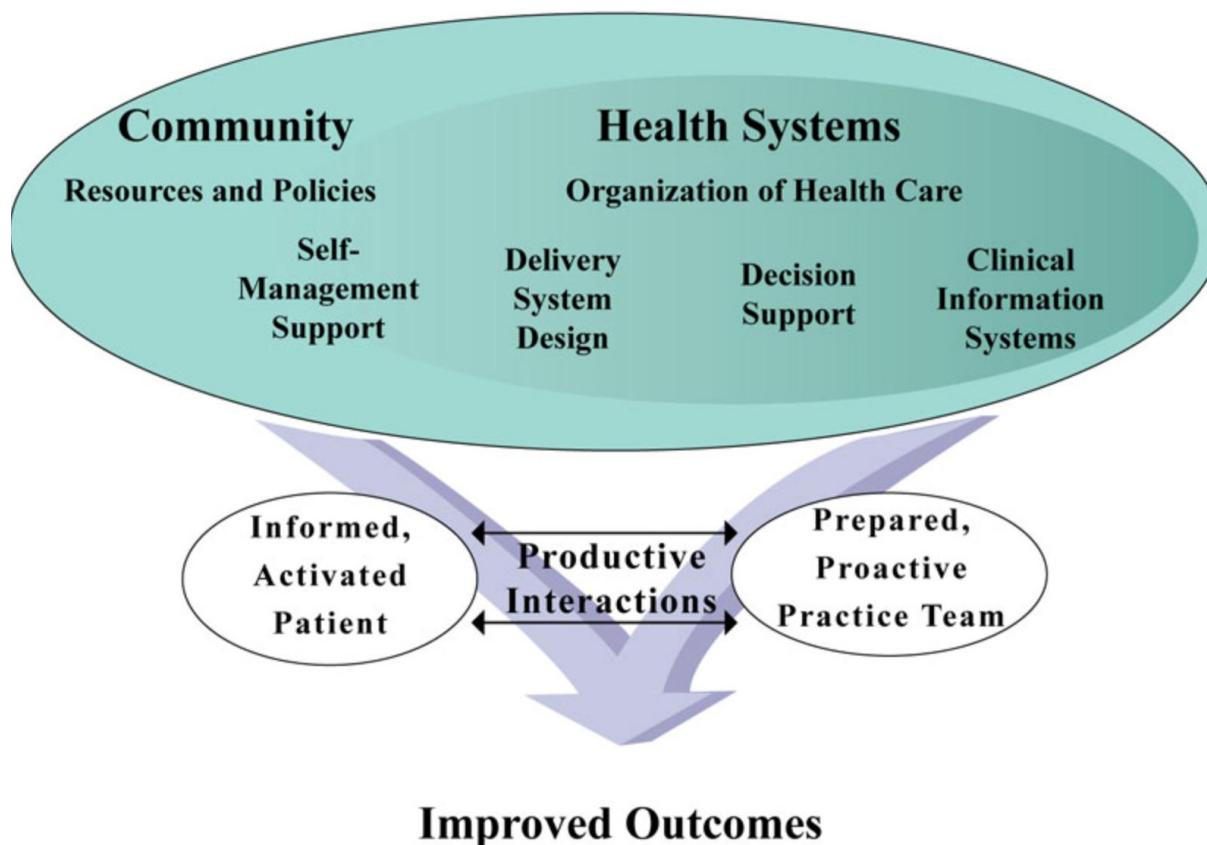 Community
Health Systems
Resources and Policies
Organization of Health Care
Self-
Management
Support
Delivery
System
Design
Decision
Support
Clinical
Information
Systems
Informed,
Activated
Patient
Productive
Interactions
Prepared,
Proactive
Practice Team
Improved Outcomes